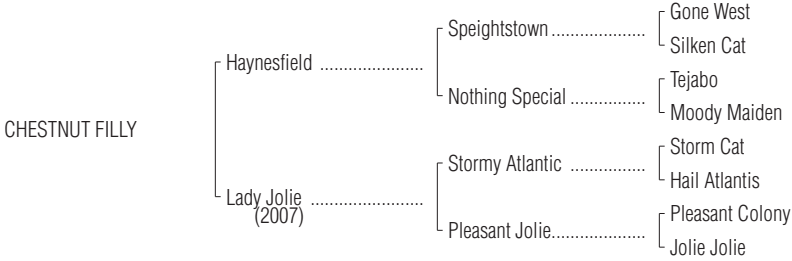 Gone West
Speightstown ....................
Silken Cat
Haynesfield ......................
Tejabo
Nothing Special ................
Moody Maiden
CHESTNUT FILLY
Storm Cat
Stormy Atlantic ................
Hail Atlantis
Lady Jolie ........................
(2007)
Pleasant Colony
Pleasant Jolie....................
Jolie Jolie